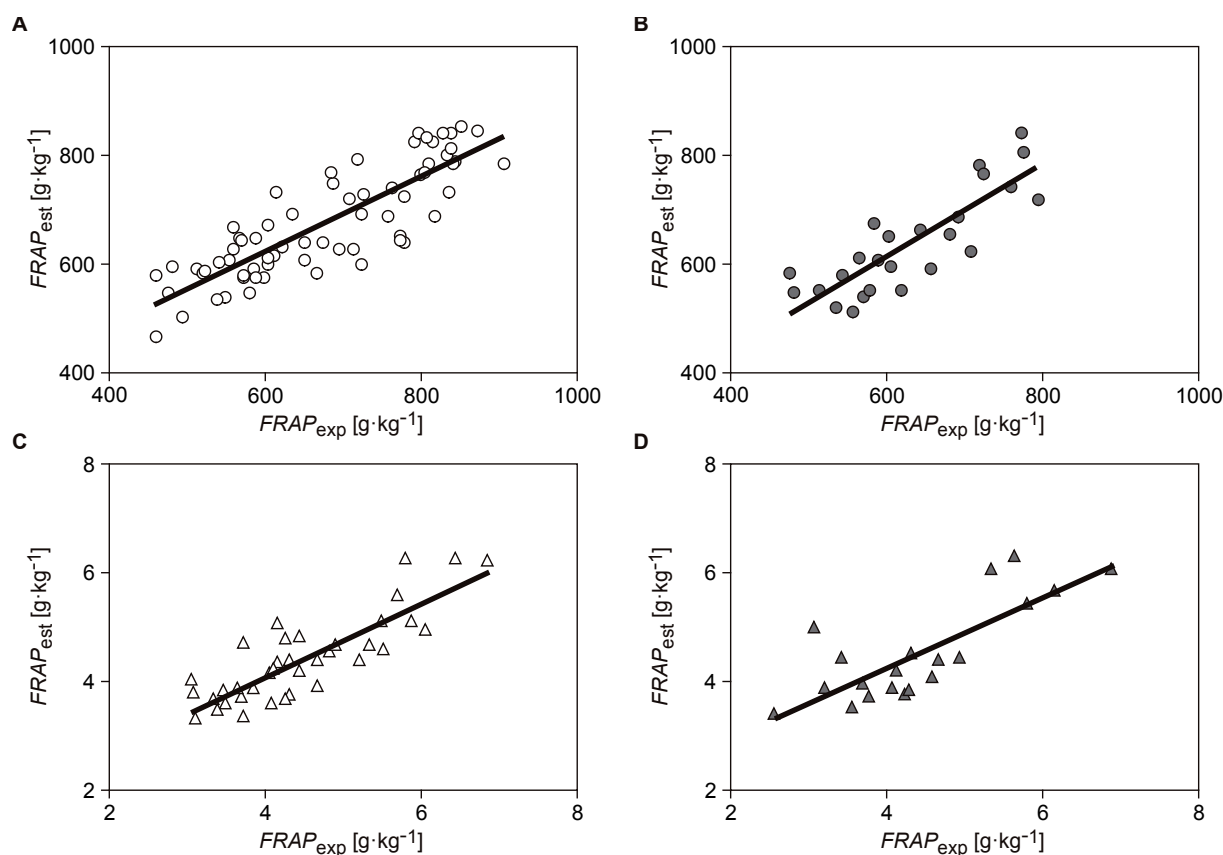 A
1000
800
600
400
FRAPest [g·kg-1]
400 600 800 1000
FRAPexp [g·kg-1]
B
1000
800
600
400
FRAPest [g·kg-1]
400 600 800 1000
FRAPexp [g·kg-1]
C
8
6
4
2
FRAPest [g·kg-1]
2 4 6 8
FRAPexp [g·kg-1]
D
8
6
4
2
FRAPest [g·kg-1]
2 4 6 8
FRAPexp [g·kg-1]